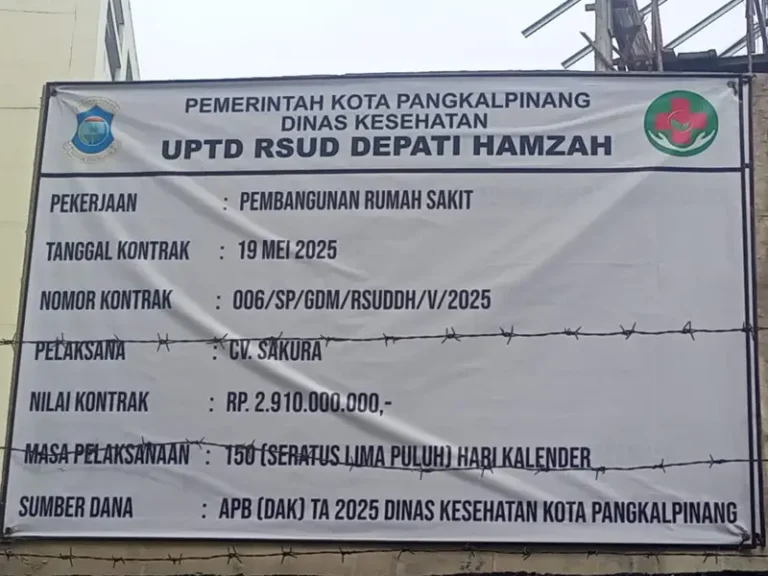 PEMERINTAH KOTA PANGKALPINANG
DINAS KESEHATAN
UPTD RSUD DEPATI HAMZAH
PEKERJAAN : PEMBANGUNAN RUMAH SAKIT
TANGGAL KONTRAK : 19 MEI 2025
NOMOR KONTRAK : 006/SP/GDM/RSUDDH/V/2025
PELAKSANA : CV. SAKURA
NILAI KONTRAK : RP. 2.910.000.000,-
MASA PELAKSANAAN : 150 (SERATUS LIMA PULUH) HARI KALENDER
SUMBER DANA : APB (DAK) TA 2025 DINAS KESEHATAN KOTA PANGKALPINANG